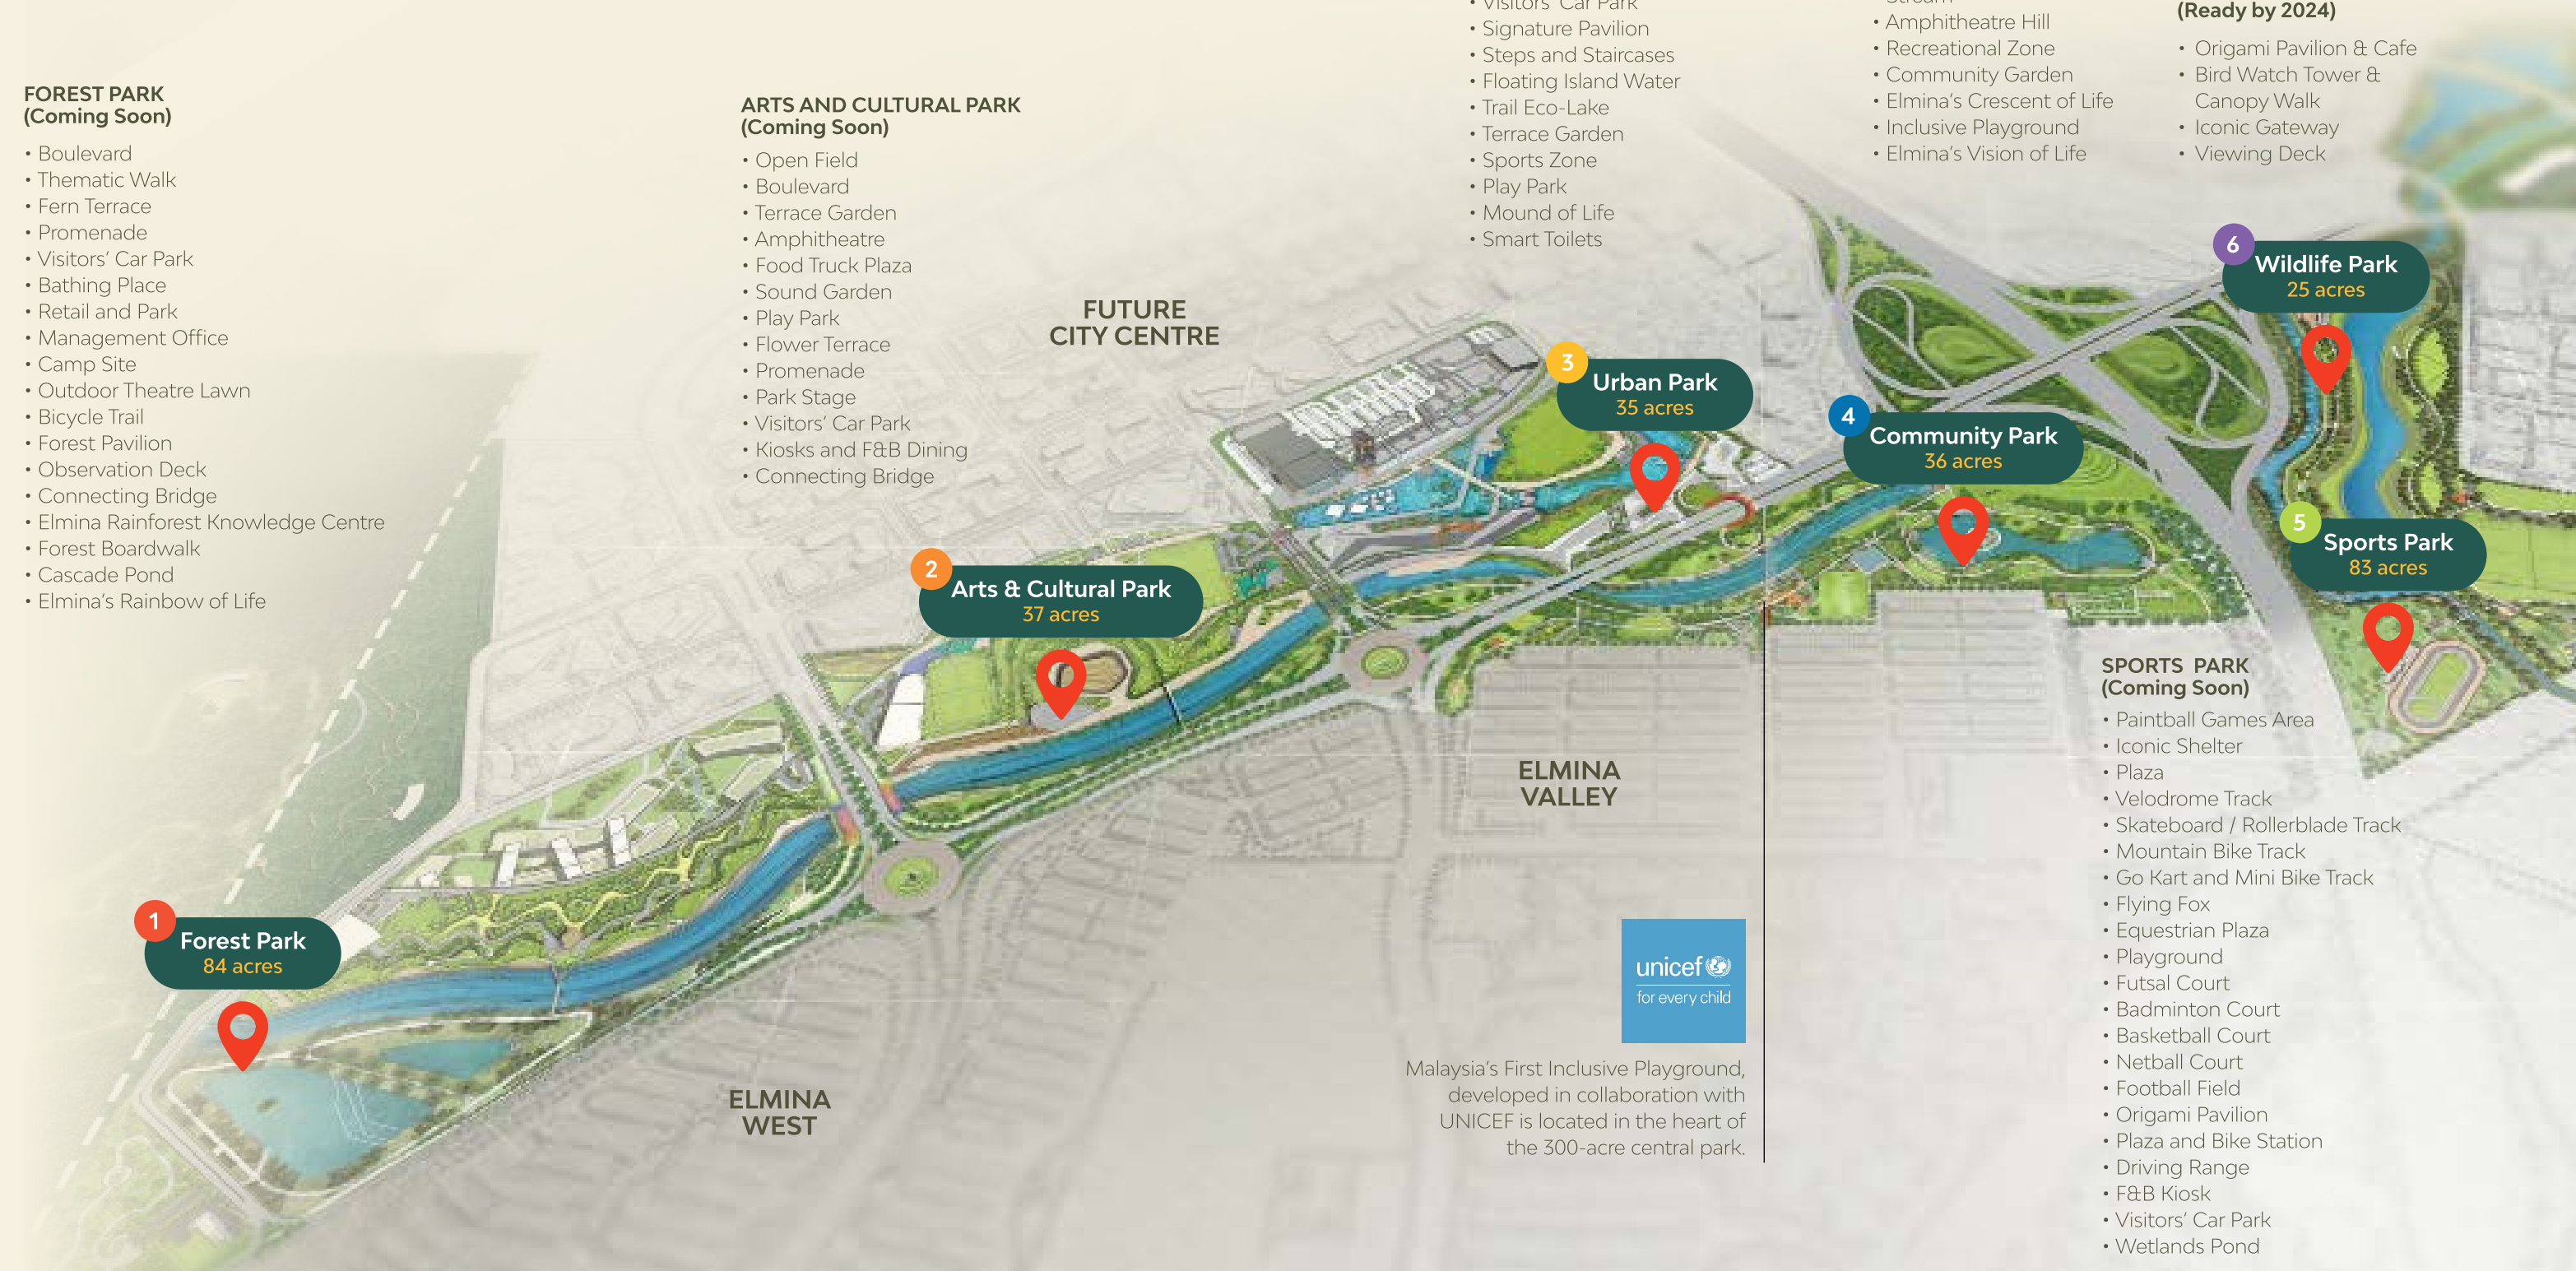 FOREST PARK
(Coming Soon)
• Boulevard
• Thematic Walk
• Fern Terrace
• Promenade
• Visitors' Car Park
• Bathing Place
• Retail and Park
• Management Office
• Camp Site
• Outdoor Theatre Lawn
• Bicycle Trail
• Forest Pavilion
• Observation Deck
• Connecting Bridge
• Elmina Rainforest Knowledge Centre
• Forest Boardwalk
• Cascade Pond
• Elmina's Rainbow of Life
ARTS AND CULTURAL PARK
(Coming Soon)
• Open Field
• Boulevard
• Terrace Garden
• Amphitheatre
• Food Truck Plaza
• Sound Garden
• Play Park
• Flower Terrace
• Promenade
• Park Stage
• Visitors' Car Park
• Kiosks and F&B Dining
• Connecting Bridge
• Visitors' Car Park
• Signature Pavilion
• Steps and Staircases
• Floating Island Water
• Trail Eco-Lake
• Terrace Garden
• Sports Zone
• Play Park
• Mound of Life
• Smart Toilets
Stream
• Amphitheatre Hill
• Recreational Zone
• Community Garden
• Elmina's Crescent of Life
• Inclusive Playground
• Elmina's Vision of Life
(Ready by 2024)
• Origami Pavilion & Cafe
• Bird Watch Tower &
Canopy Walk
• Iconic Gateway
• Viewing Deck
FUTURE
CITY CENTRE
6
Wildlife Park
25 acres
3
Urban Park
35 acres
4
Community Park
36 acres
5
Sports Park
83 acres
2
Arts & Cultural Park
37 acres
1
Forest Park
84 acres
ELMINA
VALLEY
ELMINA
WEST
unicef
for every child
Malaysia's First Inclusive Playground,
developed in collaboration with
UNICEF is located in the heart of
the 300-acre central park.
SPORTS PARK
(Coming Soon)
• Paintball Games Area
• Iconic Shelter
• Plaza
• Velodrome Track
• Skateboard / Rollerblade Track
• Mountain Bike Track
• Go Kart and Mini Bike Track
• Flying Fox
• Equestrian Plaza
• Playground
• Futsal Court
• Badminton Court
• Basketball Court
• Netball Court
• Football Field
• Origami Pavilion
• Plaza and Bike Station
• Driving Range
• F&B Kiosk
• Visitors' Car Park
• Wetlands Pond